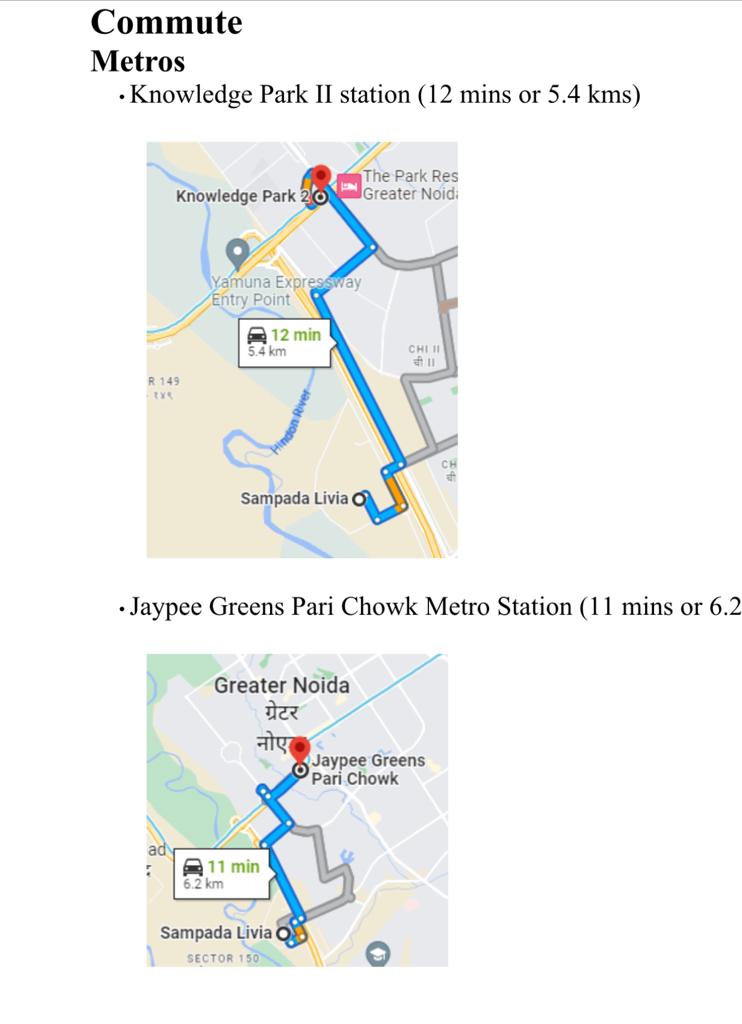 Commute
Metros
• Knowledge Park II station (12 mins or 5.4 kms)
The Park Res
Knowledge Park 2
Greater Noida
Yamuna Expressway
Entry Point
12 min
5.4 km
CHI II
ची II
R 149
र १४९
Hindon River
CH
ची
Sampada Livia
• Jaypee Greens Pari Chowk Metro Station (11 mins or 6.2
Greater Noida
ग्रेटर
नोए
Jaypee Greens
Pari Chowk
ad
11 min
6.2 km
Sampada Livia
SECTOR 150